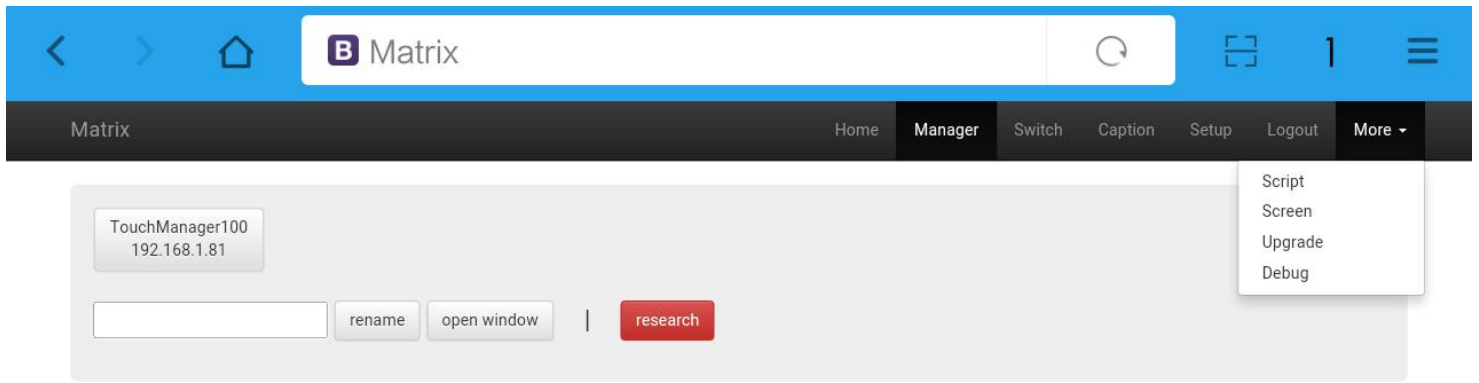 B Matrix 1
Matrix Home Manager Switch Caption Setup Logout More
Script
Screen
Upgrade
Debug
TouchManager100
192.168.1.81
rename open window | research